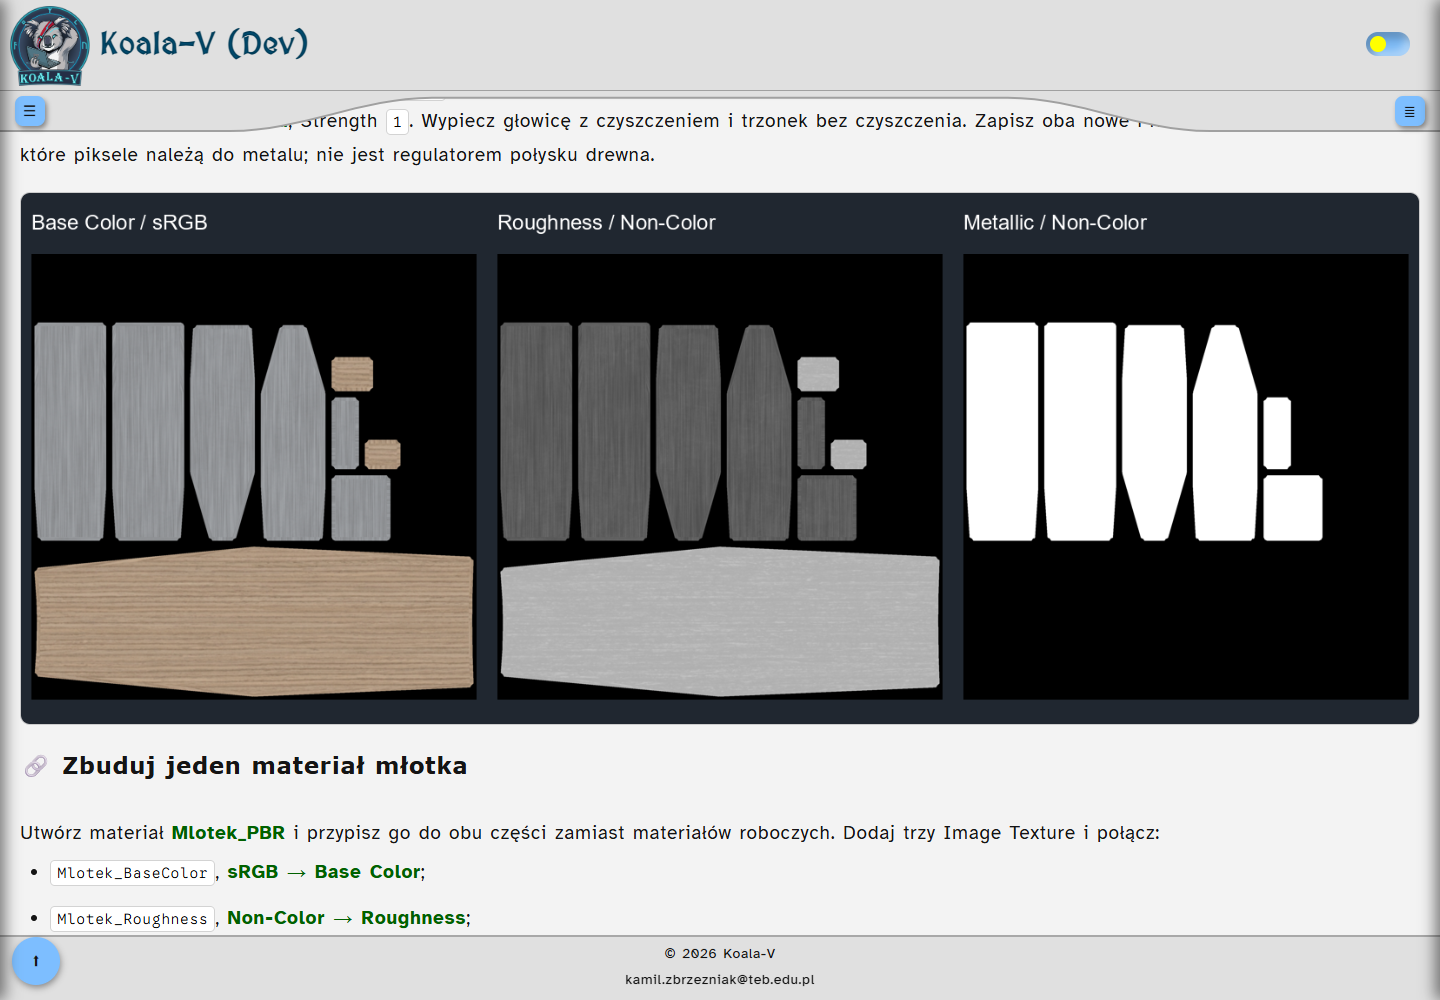 KOALA-V
Koala-V (Dev)
Strength 1. Wypiecz głowicę z czyszczeniem i trzonek bez czyszczenia. Zapisz oba nowe
które piksele należą do metalu; nie jest regulatorem połysku drewna.
Base Color / sRGB
Roughness / Non-Color
Metallic / Non-Color
Zbuduj jeden materiał młotka
Utwórz materiał Mlotek_PBR i przypisz go do obu części zamiast materiałów roboczych. Dodaj trzy Image Texture i połącz:
• Mlotek_BaseColor, sRGB → Base Color;
• Mlotek_Roughness, Non-Color → Roughness;
© 2026 Koala-V
kamil.zbrzezniak@teb.edu.pl